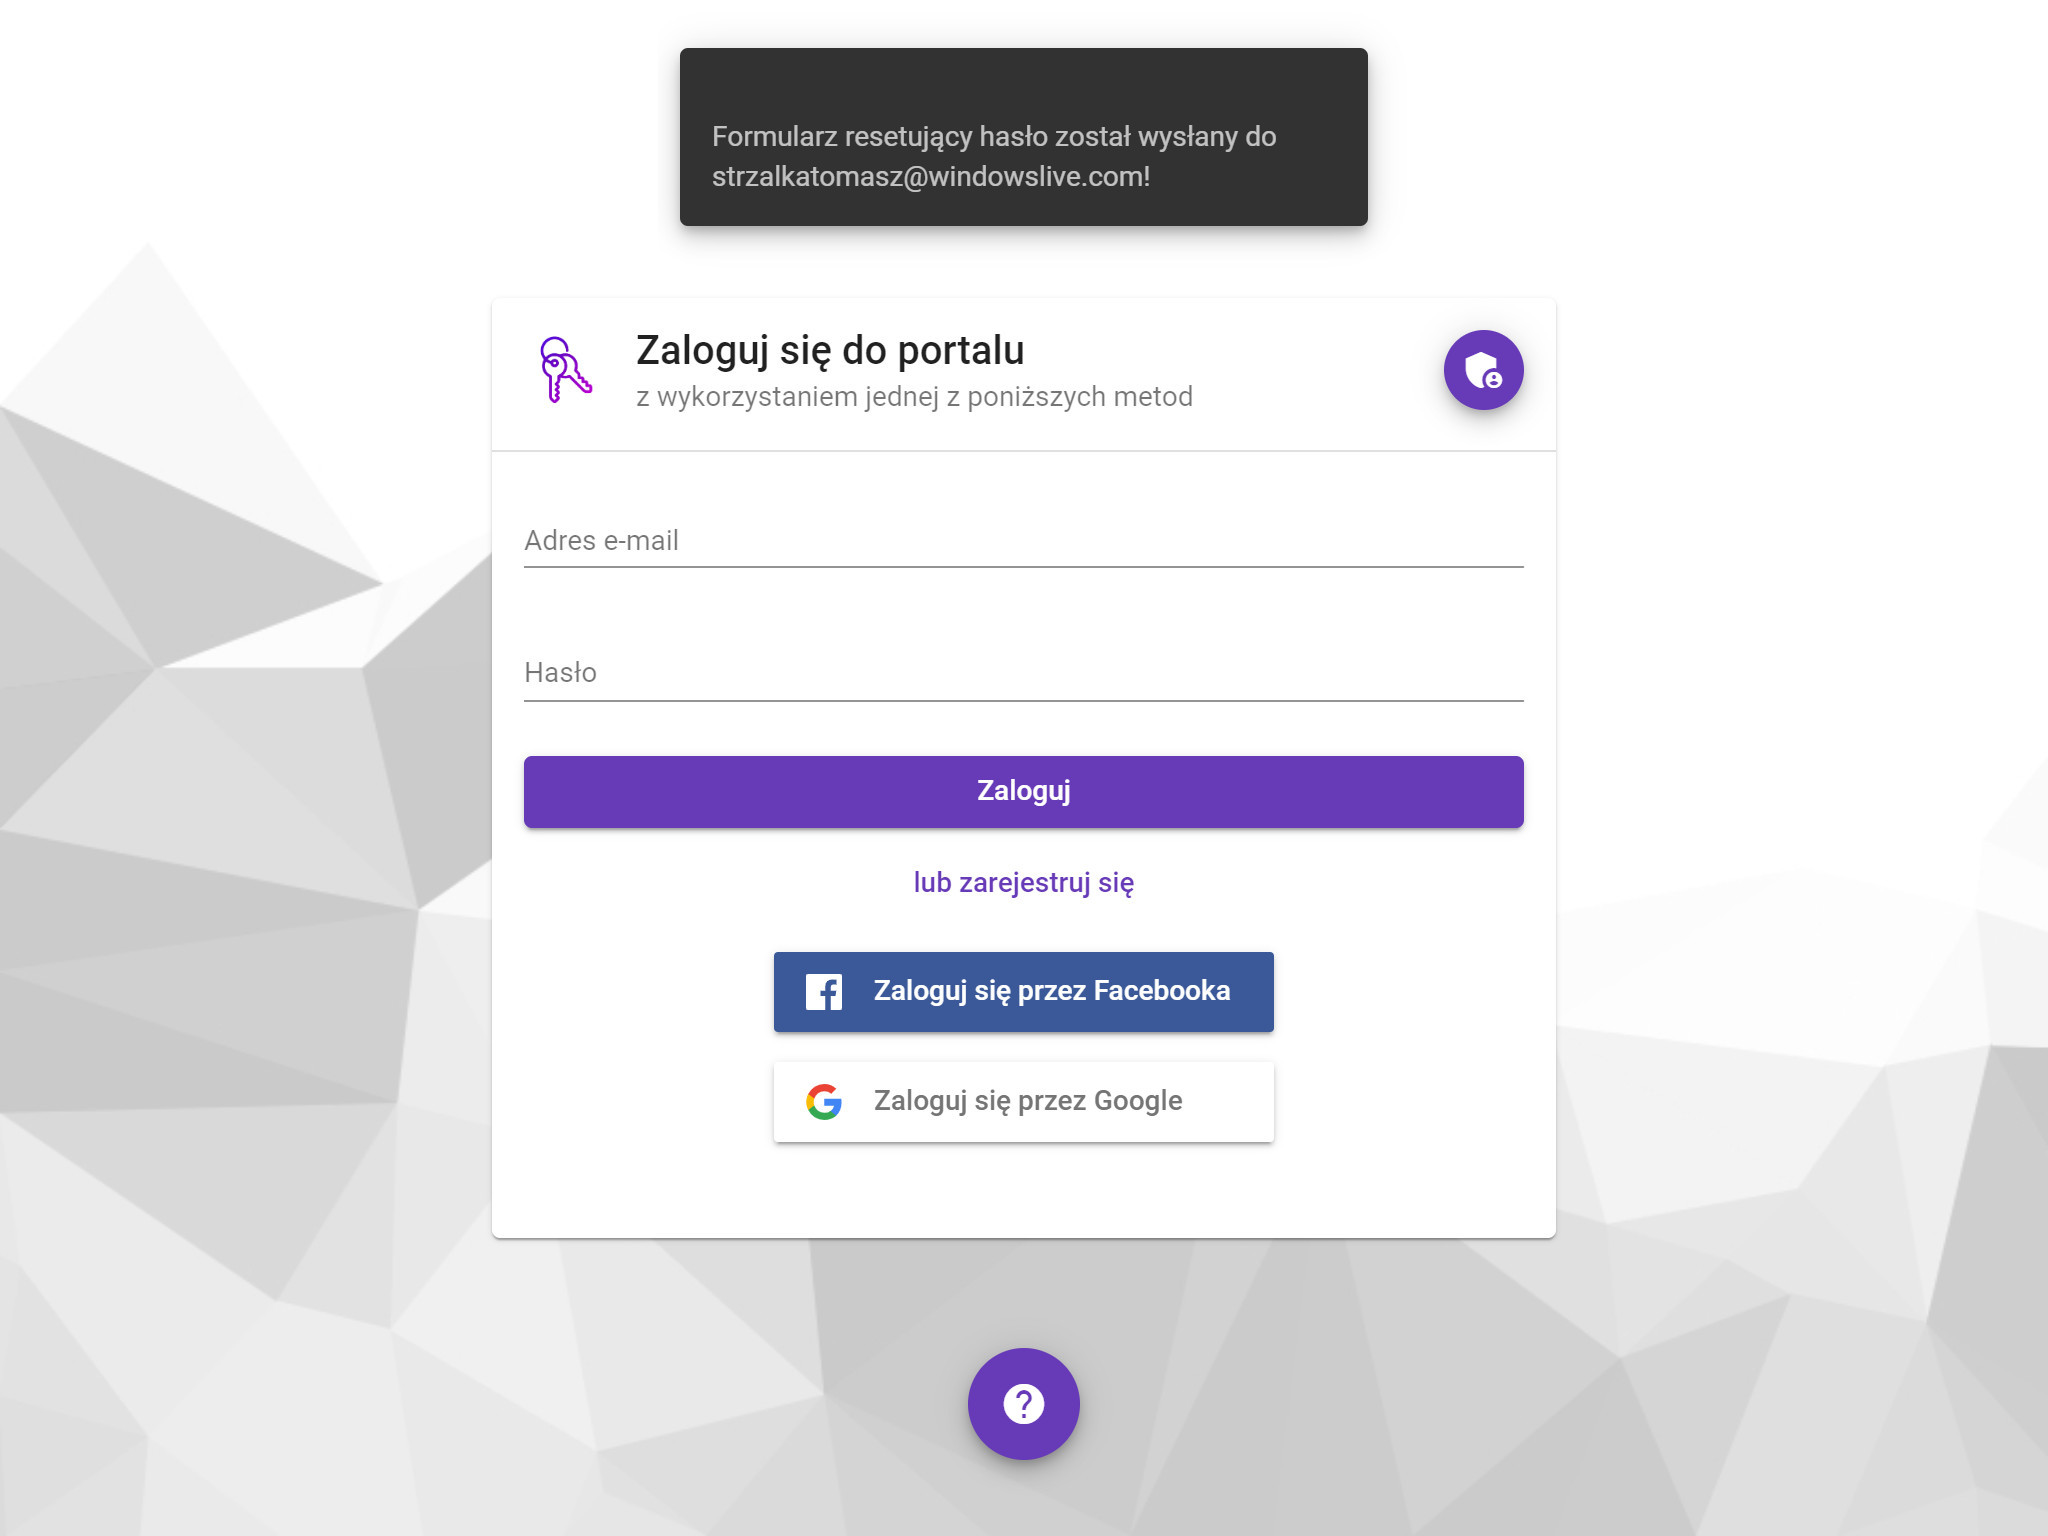 Formularz resetujący hasło został wysłany do
strzalkatomasz@windowslive.com!
Zaloguj się do portalu
z wykorzystaniem jednej z poniższych metod
Adres e-mail
Hasło
Zaloguj
lub zarejestruj się
Zaloguj się przez Facebooka
Zaloguj się przez Google
?